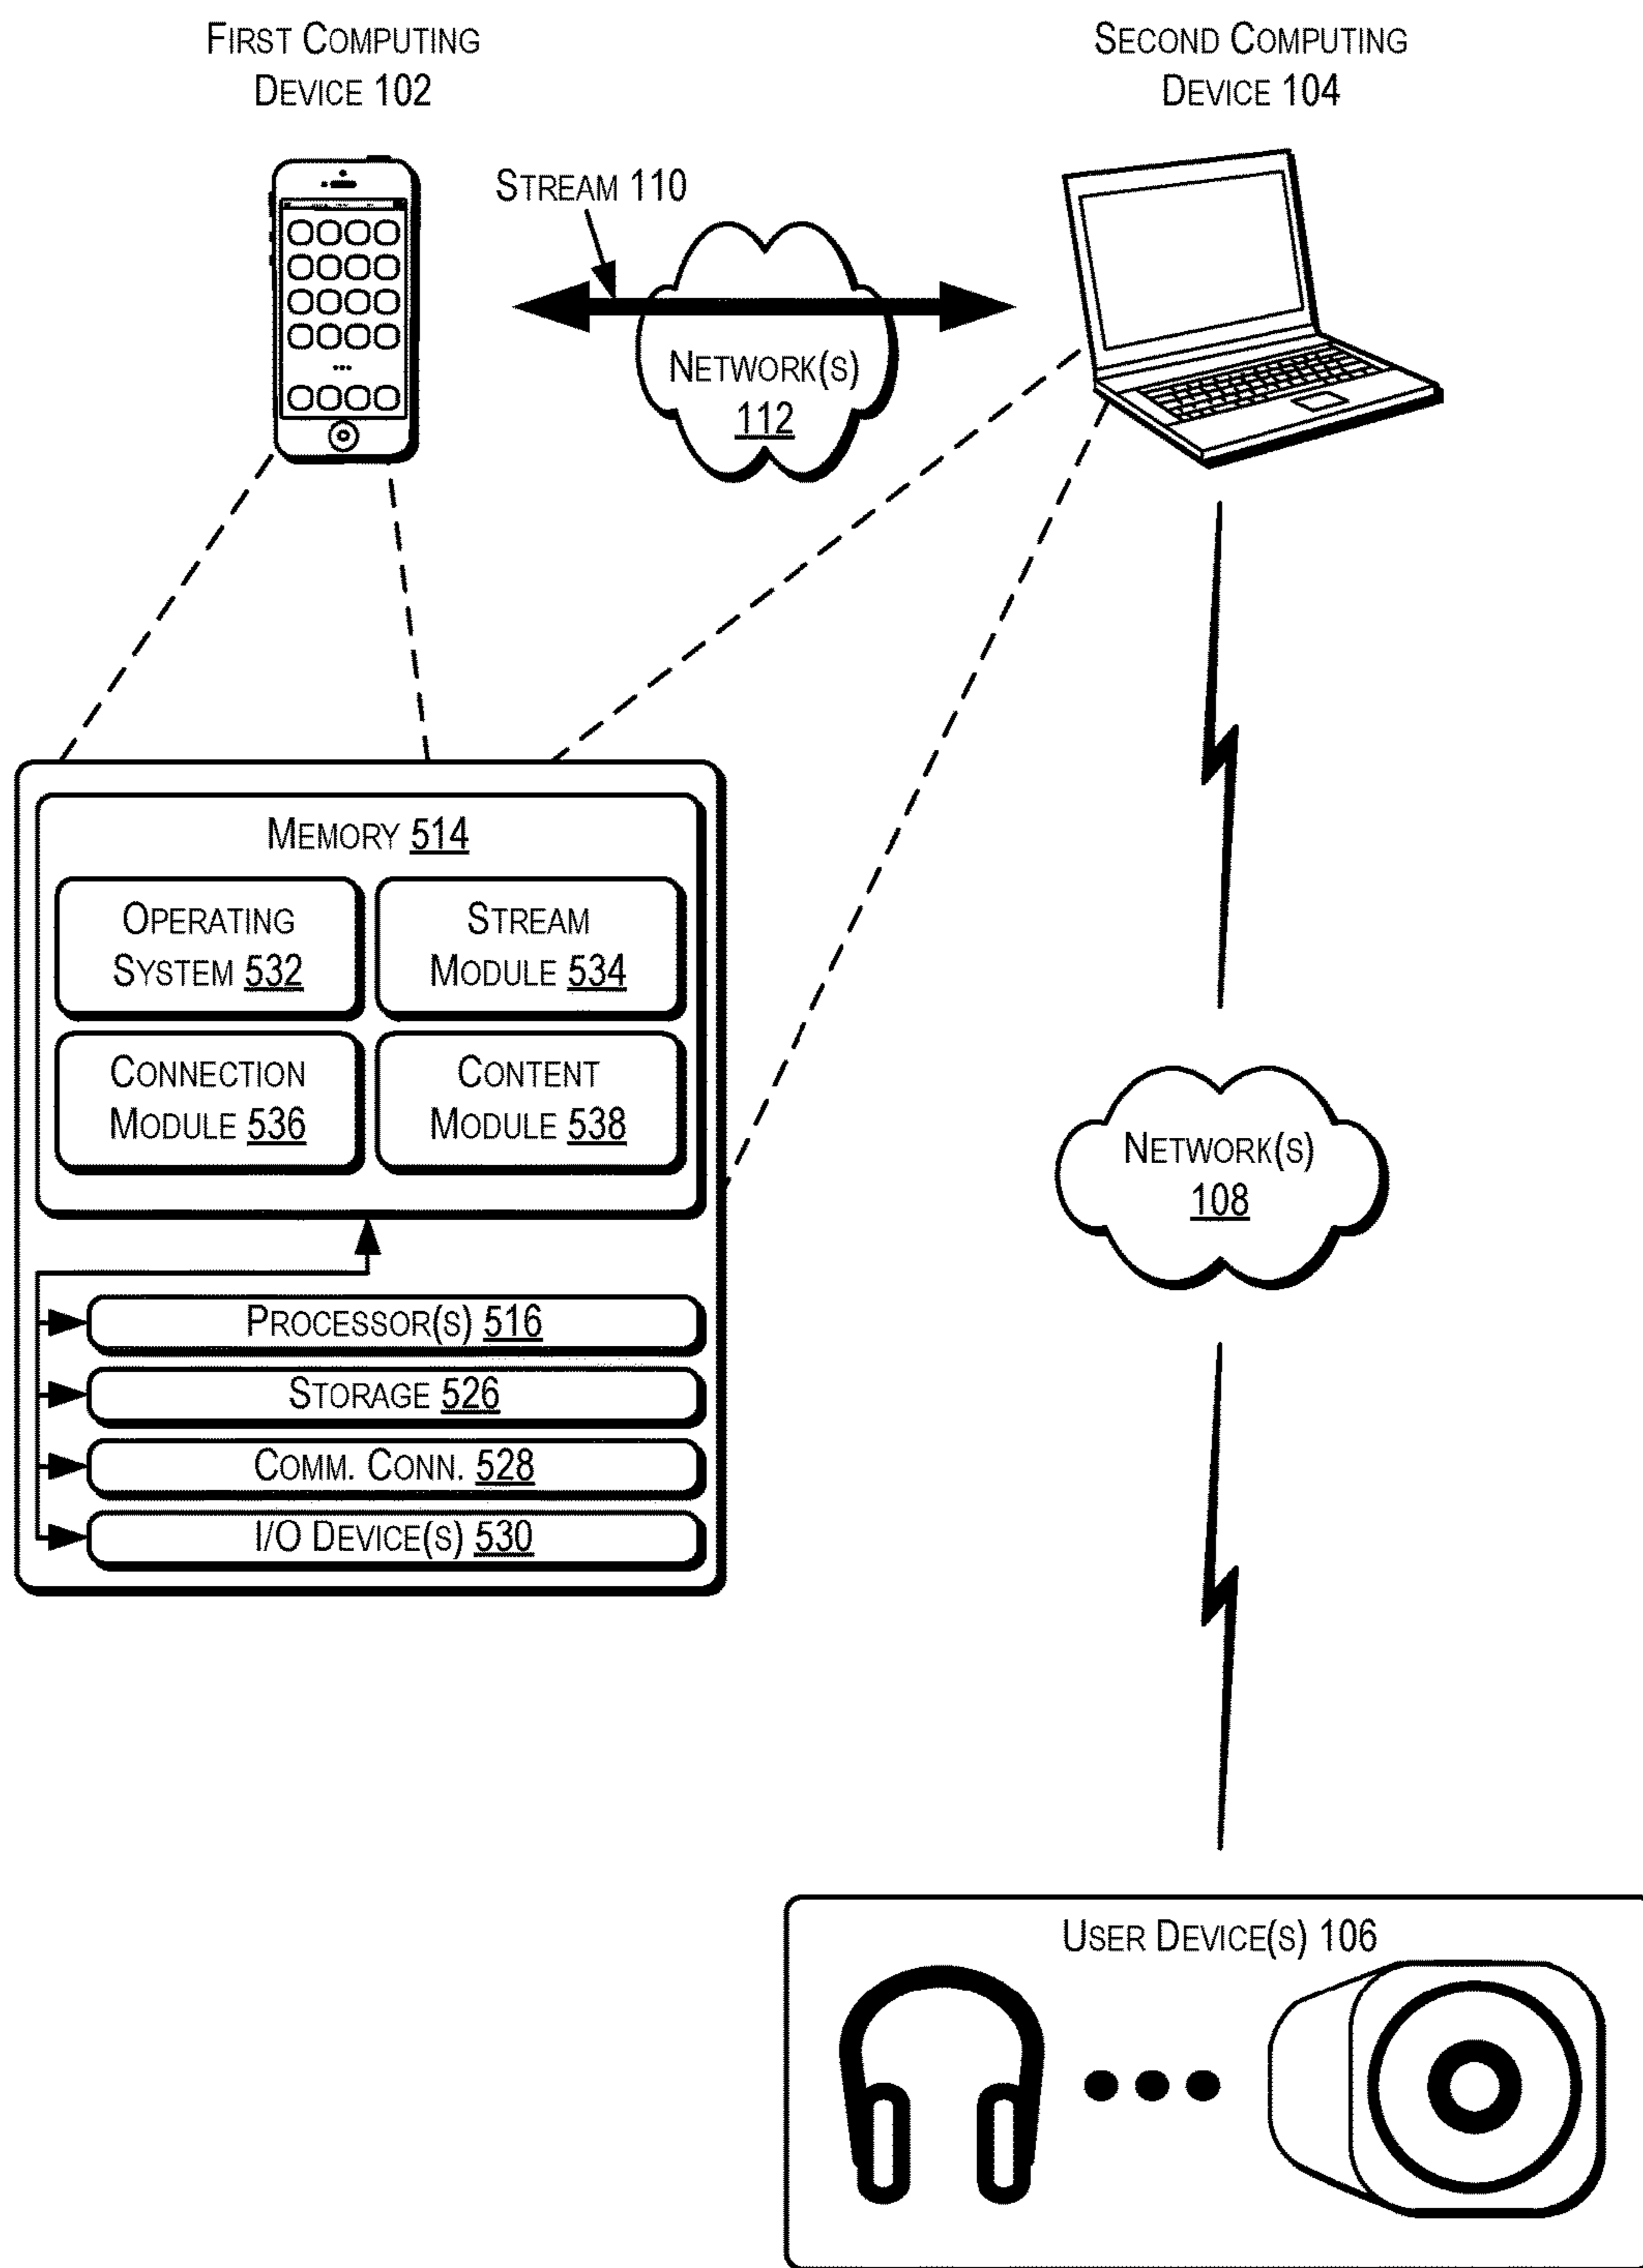 FIRST COMPUTING
DEVICE 102
SECOND COMPUTING
DEVICE 104
STREAM 110
NETWORK(S)
112
MEMORY 514
OPERATING
SYSTEM 532
STREAM
MODULE 534
CONNECTION
MODULE 536
CONTENT
MODULE 538
PROCESSOR(S) 516
STORAGE 526
COMM. CONN. 528
I/O DEVICE(S) 530
NETWORK(S)
108
USER DEVICE(S) 106